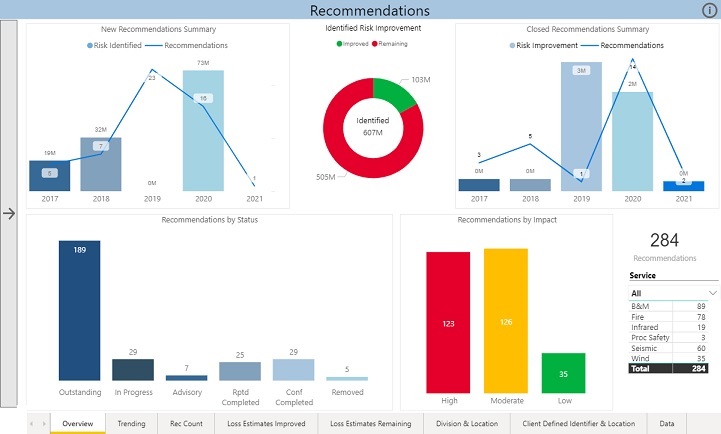 Recommendations
New Recommendations Summary
Risk Identified Recommendations
73M
23
19M
32M
16
5
7
0M
1
2017 2018 2019 2020 2021
Identified Risk Improvement
Improved Remaining
103M
Identified
607M
505M
Closed Recommendations Summary
Risk Improvement Recommendations
14
3M
2M
3
5
0M 0M 1 0M
2
2017 2018 2019 2020 2021
Recommendations by Status
189
29
7
25
29
5
Outstanding In Progress Advisory Rptd Conf Removed
Completed Completed
Recommendations by Impact
123
126
35
High Moderate Low
284
Recommendations
Service
All
B&M 89
Fire 78
Infrared 19
Proc Safety 3
Seismic 60
Wind 35
Total 284
Overview Trending Rec Count Loss Estimates Improved Loss Estimates Remaining Division & Location Client Defined Identifier & Location Data